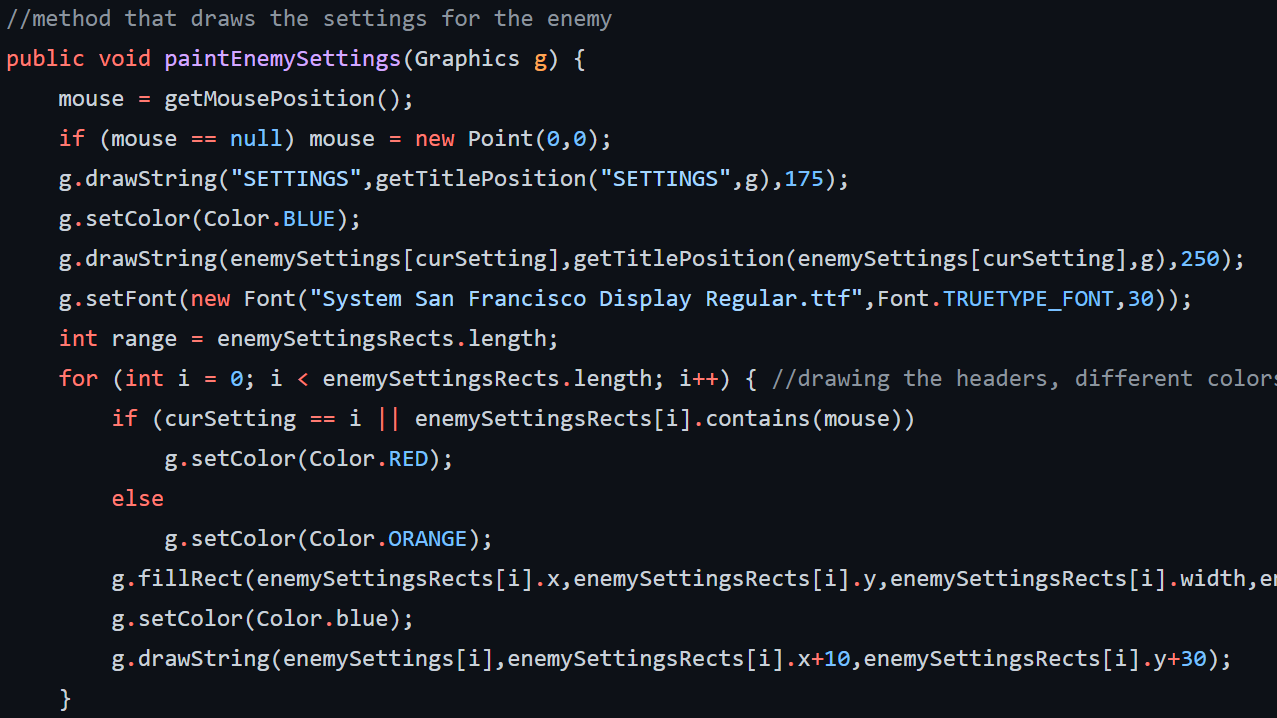 //method that draws the settings for the enemy
public void paintEnemySettings(Graphics g) {
    mouse = getMousePosition();
    if (mouse == null) mouse = new Point(0,0);
    g.drawString("SETTINGS",getTitlePosition("SETTINGS",g),175);
    g.setColor(Color.BLUE);
    g.drawString(enemySettings[curSetting],getTitlePosition(enemySettings[curSetting],g),250);
    g.setFont(new Font("System San Francisco Display Regular.ttf",Font.TRUETYPE_FONT,30));
    int range = enemySettingsRects.length;
    for (int i = 0; i < enemySettingsRects.length; i++) { //drawing the headers, different colors
        if (curSetting == i || enemySettingsRects[i].contains(mouse))
            g.setColor(Color.RED);
        else
            g.setColor(Color.ORANGE);
        g.fillRect(enemySettingsRects[i].x,enemySettingsRects[i].y,enemySettingsRects[i].width,
        g.setColor(Color.blue);
        g.drawString(enemySettings[i],enemySettingsRects[i].x+10,enemySettingsRects[i].y+30);
    }